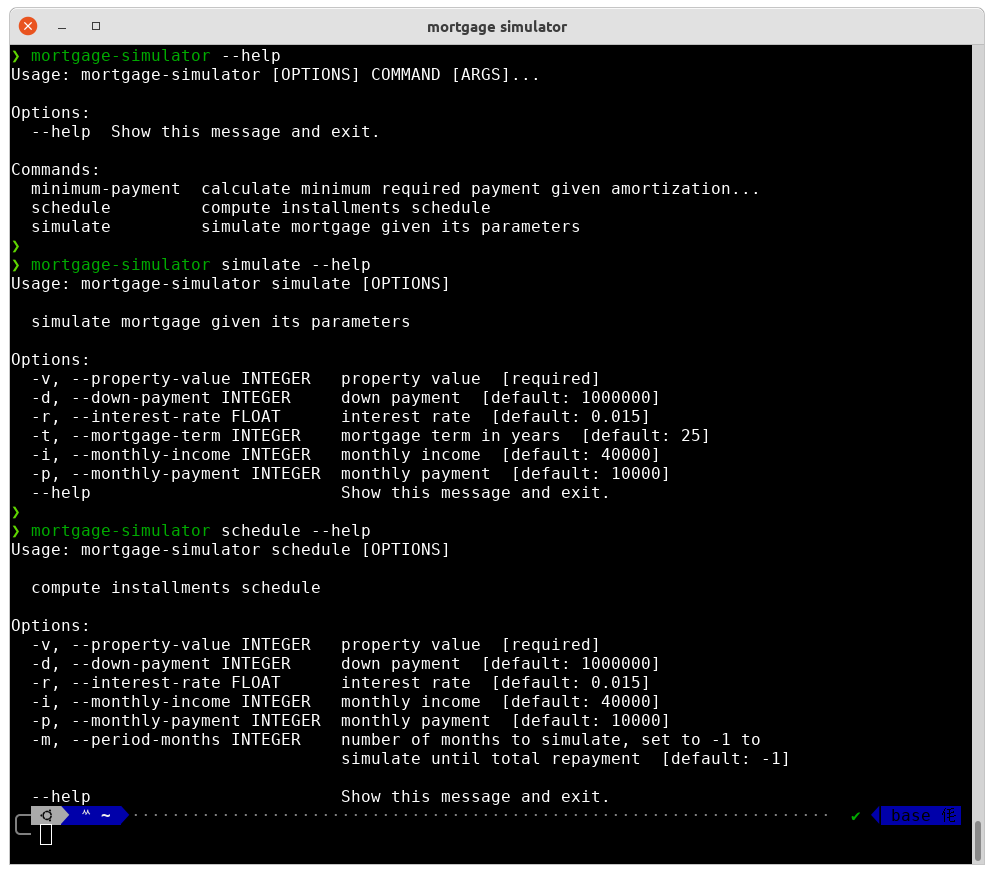 mortgage simulator
❯ mortgage-simulator --help
Usage: mortgage-simulator [OPTIONS] COMMAND [ARGS]...

Options:
  --help  Show this message and exit.

Commands:
  minimum-payment  calculate minimum required payment given amortization...
  schedule         compute installments schedule
  simulate         simulate mortgage given its parameters
❯
❯ mortgage-simulator simulate --help
Usage: mortgage-simulator simulate [OPTIONS]

  simulate mortgage given its parameters

Options:
  -v, --property-value INTEGER   property value  [required]
  -d, --down-payment INTEGER     down payment  [default: 1000000]
  -r, --interest-rate FLOAT      interest rate  [default: 0.015]
  -t, --mortgage-term INTEGER    mortgage term in years  [default: 25]
  -i, --monthly-income INTEGER   monthly income  [default: 40000]
  -p, --monthly-payment INTEGER  monthly payment  [default: 10000]
  --help                         Show this message and exit.
❯
❯ mortgage-simulator schedule --help
Usage: mortgage-simulator schedule [OPTIONS]

  compute installments schedule

Options:
  -v, --property-value INTEGER   property value  [required]
  -d, --down-payment INTEGER     down payment  [default: 1000000]
  -r, --interest-rate FLOAT      interest rate  [default: 0.015]
  -i, --monthly-income INTEGER   monthly income  [default: 40000]
  -p, --monthly-payment INTEGER  monthly payment  [default: 10000]
  -m, --period-months INTEGER    number of months to simulate, set to -1 to
                                 simulate until total repayment  [default: -1]

  --help                         Show this message and exit.
~ ✔ base